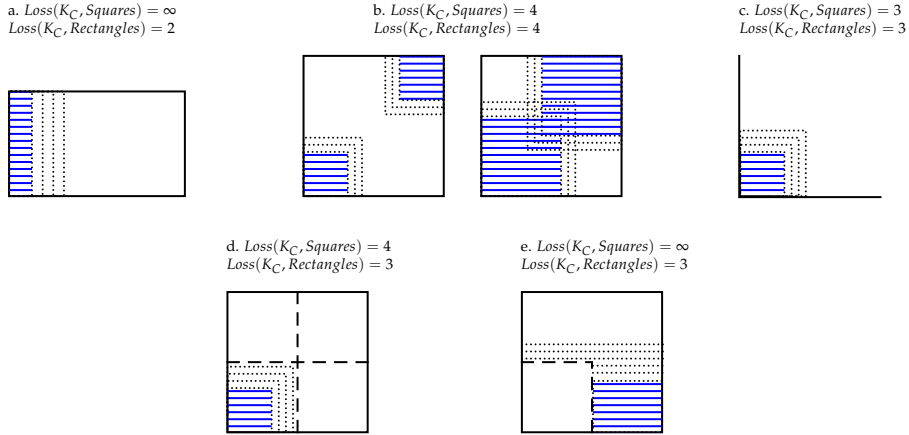 a. Loss(K_C, Squares) = ∞
Loss(K_C, Rectangles) = 2
b. Loss(K_C, Squares) = 4
Loss(K_C, Rectangles) = 4
c. Loss(K_C, Squares) = 3
Loss(K_C, Rectangles) = 3
d. Loss(K_C, Squares) = 4
Loss(K_C, Rectangles) = 3
e. Loss(K_C, Squares) = ∞
Loss(K_C, Rectangles) = 3